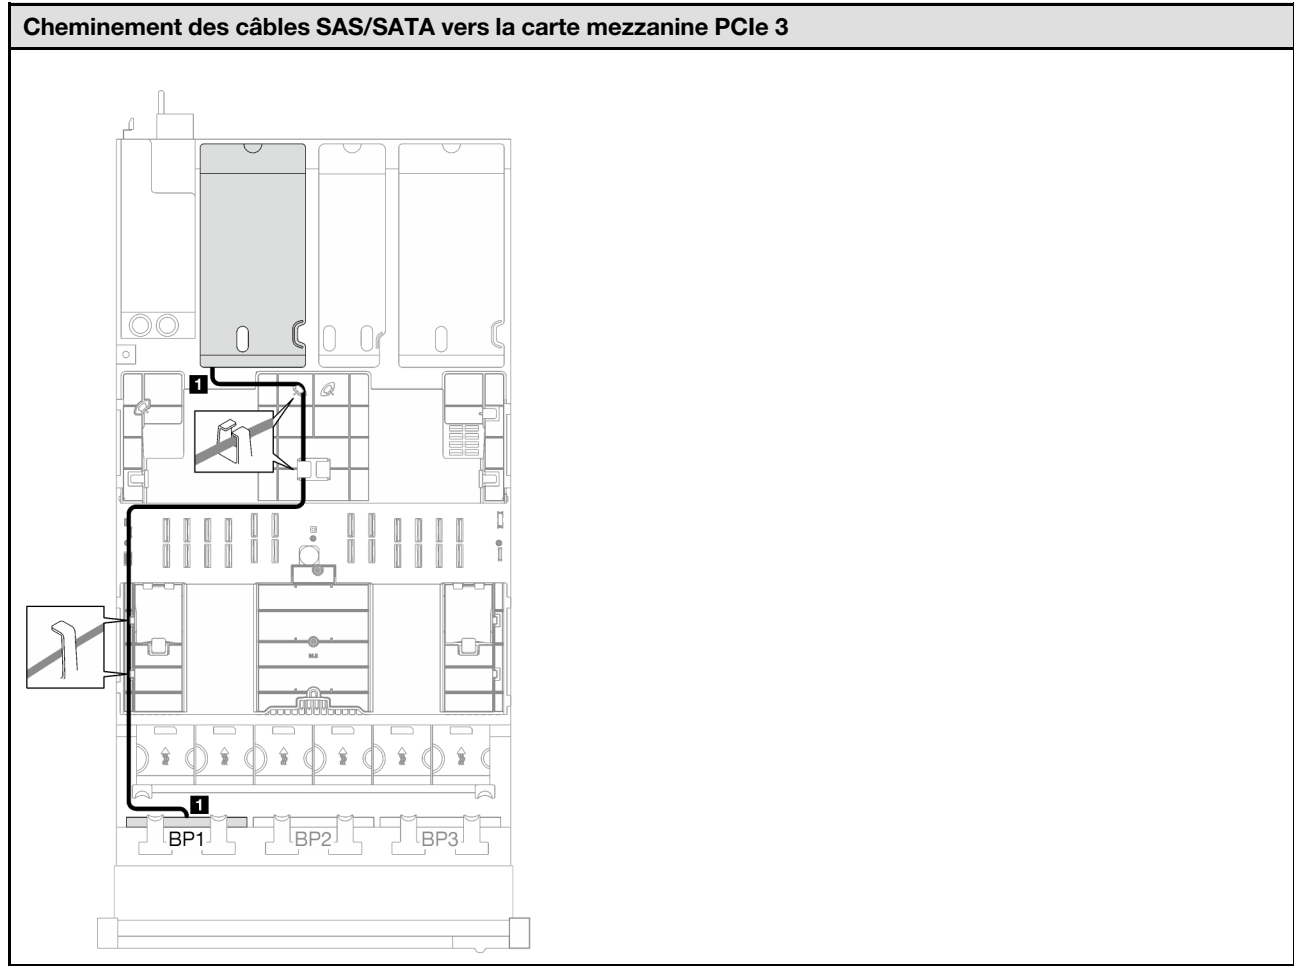 Cheminement des câbles SAS/SATA vers la carte mezzanine PCIe 3
1
1
BP1 BP2 BP3